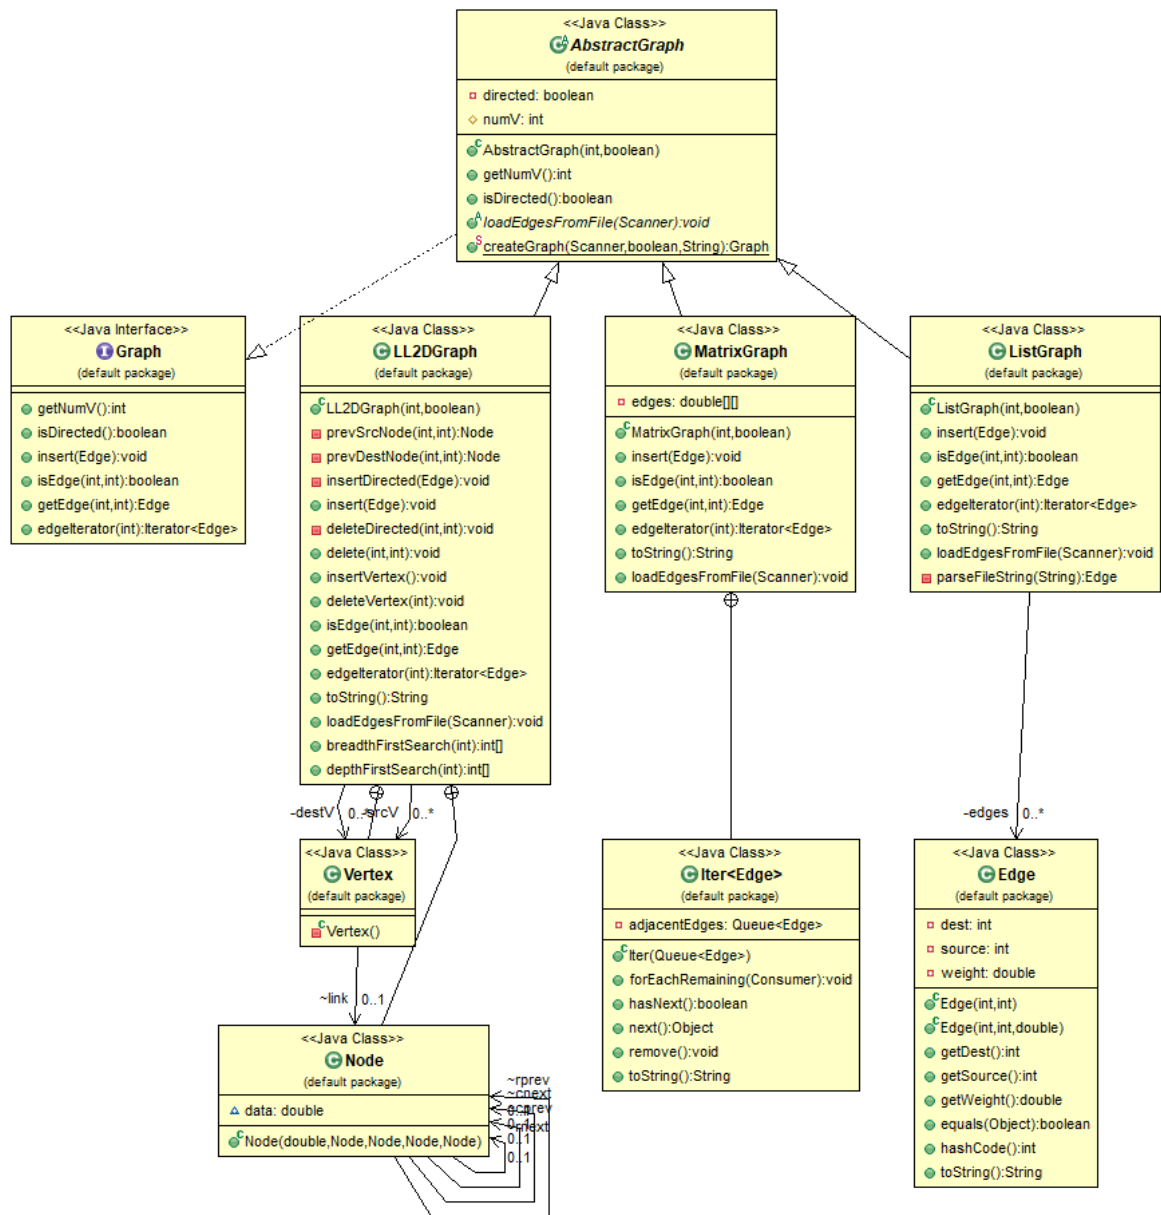 <<Java Class>>
AbstractGraph
(default package)
directed: boolean
numV: int
AbstractGraph(int,boolean)
getNumV():int
isDirected():boolean
loadEdgesFromFile(Scanner):void
createGraph(Scanner,boolean,String):Graph
<<Java Interface>>
Graph
(default package)
getNumV():int
isDirected():boolean
insert(Edge):void
isEdge(int,int):boolean
getEdge(int,int):Edge
edgeIterator(int):Iterator<Edge>
<<Java Class>>
LL2DGraph
(default package)
LL2DGraph(int,boolean)
prevSrcNode(int,int):Node
prevDestNode(int,int):Node
insertDirected(Edge):void
insert(Edge):void
deleteDirected(int,int):void
delete(int,int):void
insertVertex():void
deleteVertex(int):void
isEdge(int,int):boolean
getEdge(int,int):Edge
edgeIterator(int):Iterator<Edge>
toString():String
loadEdgesFromFile(Scanner):void
breadthFirstSearch(int):int[]
depthFirstSearch(int):int[]
<<Java Class>>
MatrixGraph
(default package)
edges: double[][]
MatrixGraph(int,boolean)
insert(Edge):void
isEdge(int,int):boolean
getEdge(int,int):Edge
edgeIterator(int):Iterator<Edge>
toString():String
loadEdgesFromFile(Scanner):void
<<Java Class>>
ListGraph
(default package)
ListGraph(int,boolean)
insert(Edge):void
isEdge(int,int):boolean
getEdge(int,int):Edge
edgeIterator(int):Iterator<Edge>
toString():String
loadEdgesFromFile(Scanner):void
parseFileString(String):Edge
-destV 0..* -srcV 0..*
-edges 0..*
<<Java Class>>
Vertex
(default package)
Vertex()
~link 0..1
<<Java Class>>
Node
(default package)
data: double
Node(double,Node,Node,Node,Node)
~rprev
~cnext
~cprev
~rnext
0..1
0..1
0..1
<<Java Class>>
Iter<Edge>
(default package)
adjacentEdges: Queue<Edge>
Iter(Queue<Edge>)
forEachRemaining(Consumer):void
hasNext():boolean
next():Object
remove():void
toString():String
<<Java Class>>
Edge
(default package)
dest: int
source: int
weight: double
Edge(int,int)
Edge(int,int,double)
getDest():int
getSource():int
getWeight():double
equals(Object):boolean
hashCode():int
toString():String